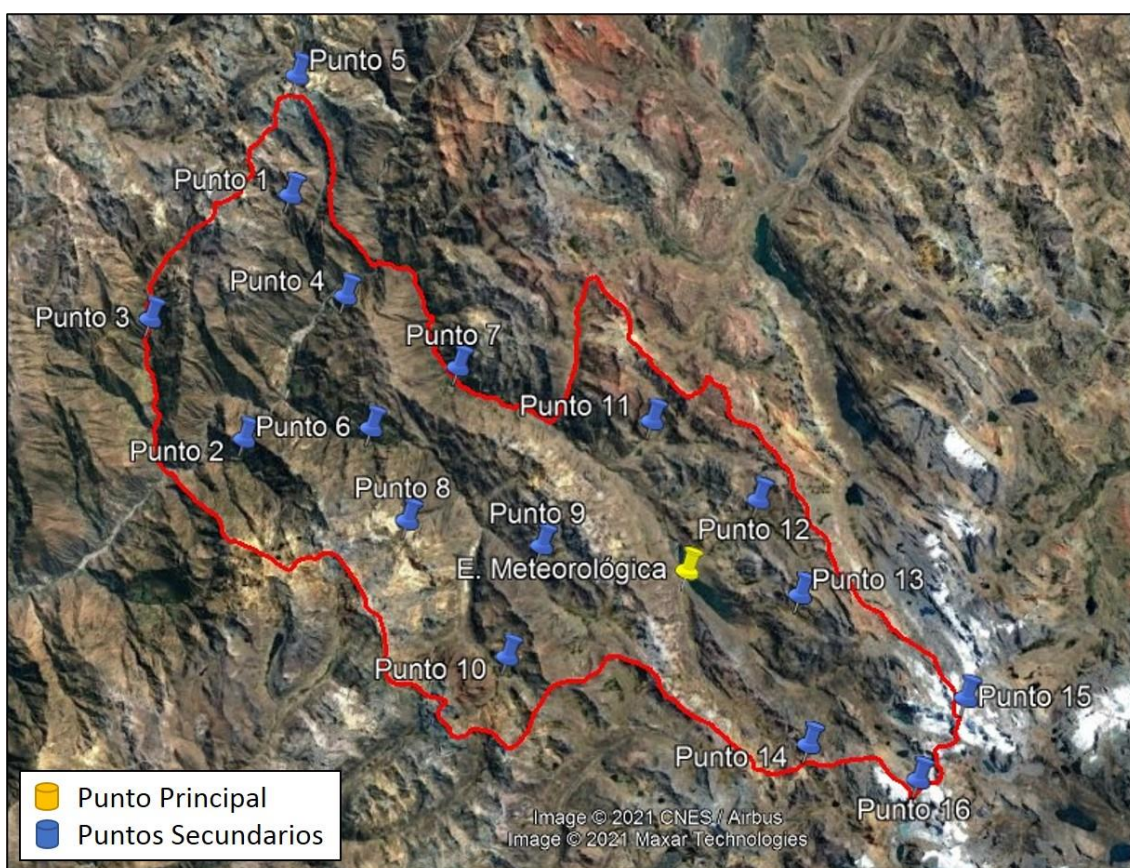 Punto 5
Punto 1
Punto 4
Punto 3
Punto 7
Punto 11
Punto 6
Punto 2
Punto 8
Punto 9
Punto 12
E. Meteorológica
Punto 13
Punto 10
Punto 15
Punto 14
Punto 16
Punto Principal
Puntos Secundarios
Image © 2021 CNES / Airbus
Image © 2021 Maxar Technologies